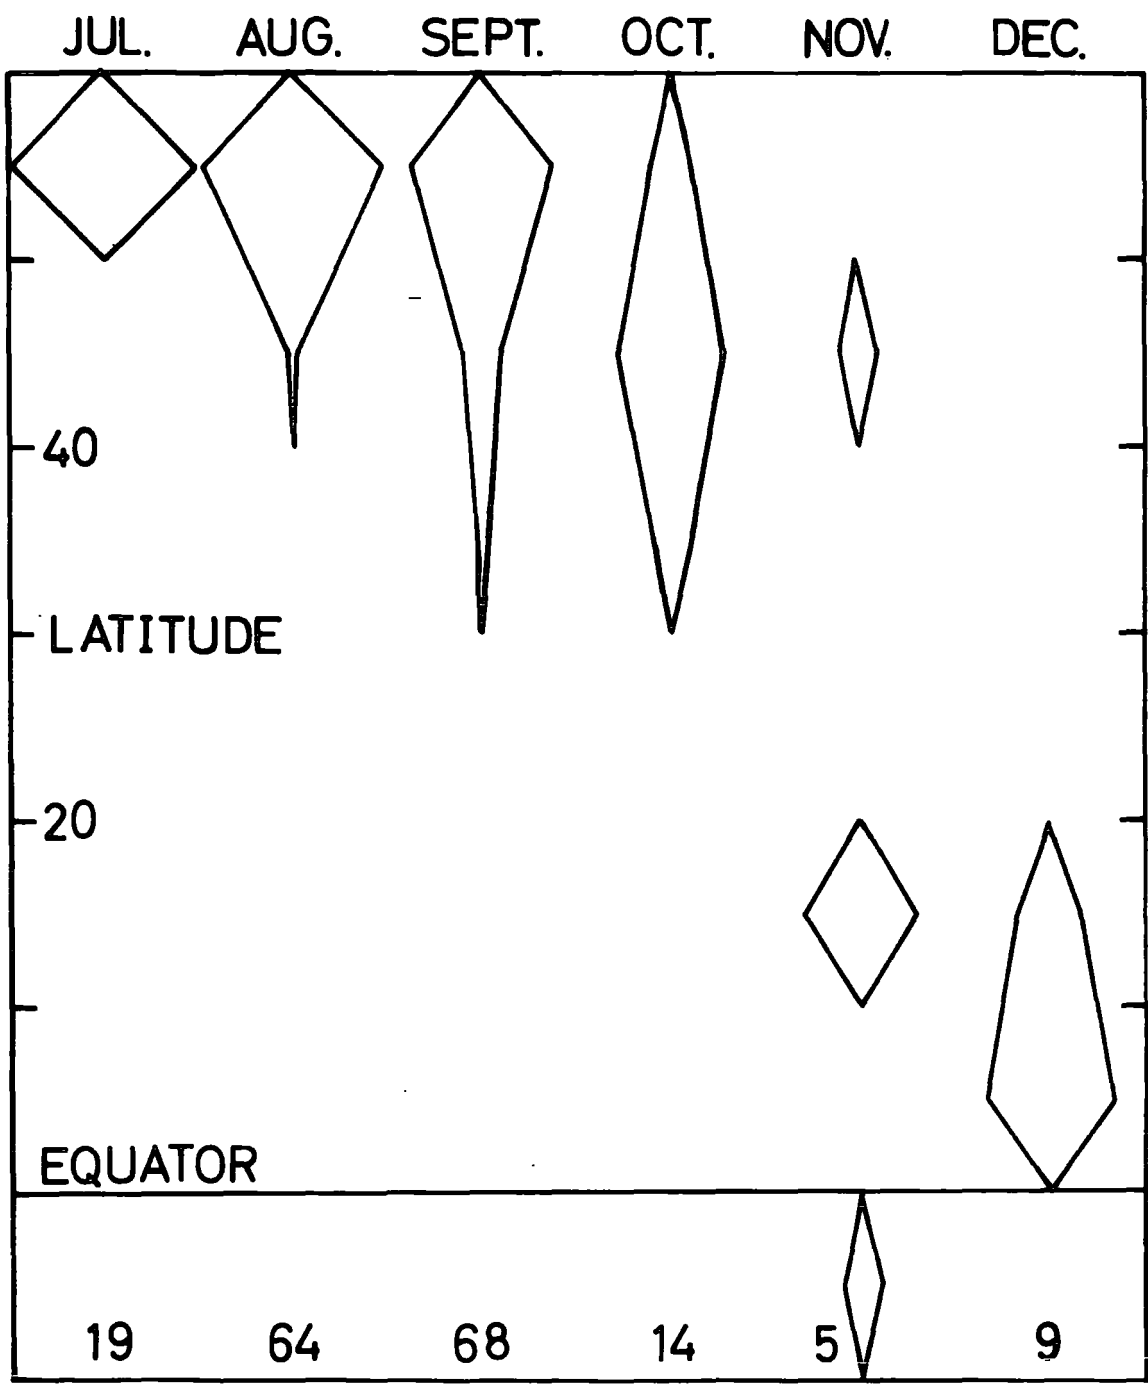 JUL. AUG. SEPT. OCT. NOV. DEC.
40
LATITUDE
20
EQUATOR
19 64 68 14 5 9